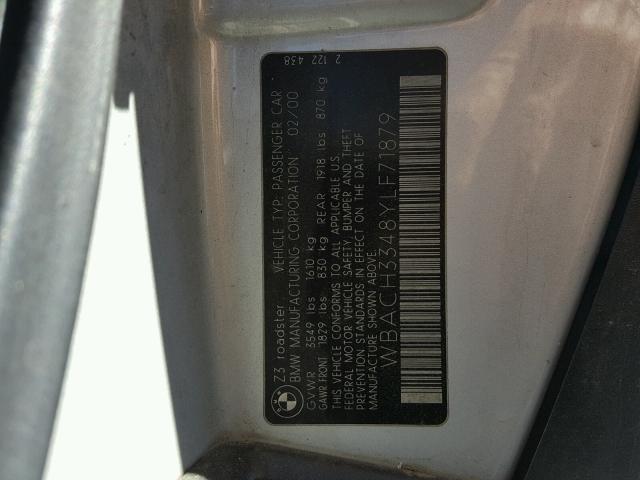 Z3 roadster VEHICLE TYP: PASSENGER CAR
BMW MANUFACTURING CORPORATION 02/00
GVWR 3549 lbs 1610 kg
GAWR FRONT 1829 lbs 830 kg REAR 1918 lbs 870 kg
THIS VEHICLE CONFORMS TO ALL APPLICABLE US
FEDERAL MOTOR VEHICLE SAFETY, BUMPER AND THEFT
PREVENTION STANDARDS IN EFFECT ON THE DATE OF
MANUFACTURE SHOWN ABOVE.
WBACH3348YLF71879
2 122 438
BMW